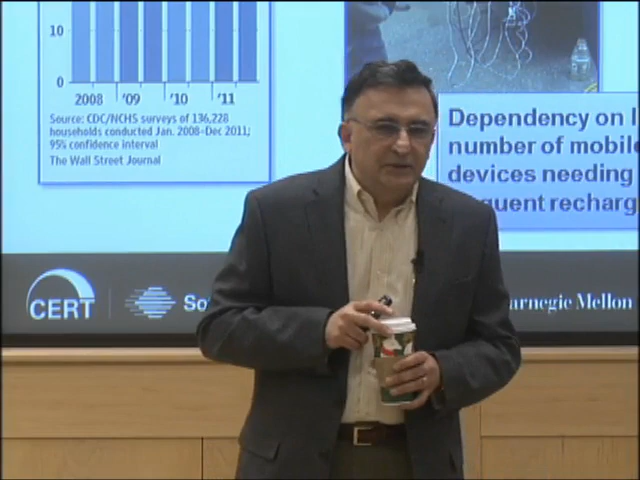 10
0
2008 '09 '10 '11
Source: CDC/NCHS surveys of 136,228
households conducted Jan. 2008–Dec 2011;
95% confidence interval
The Wall Street Journal
Dependency on
number of mobile
devices needing
CERT
Carnegie Mellon